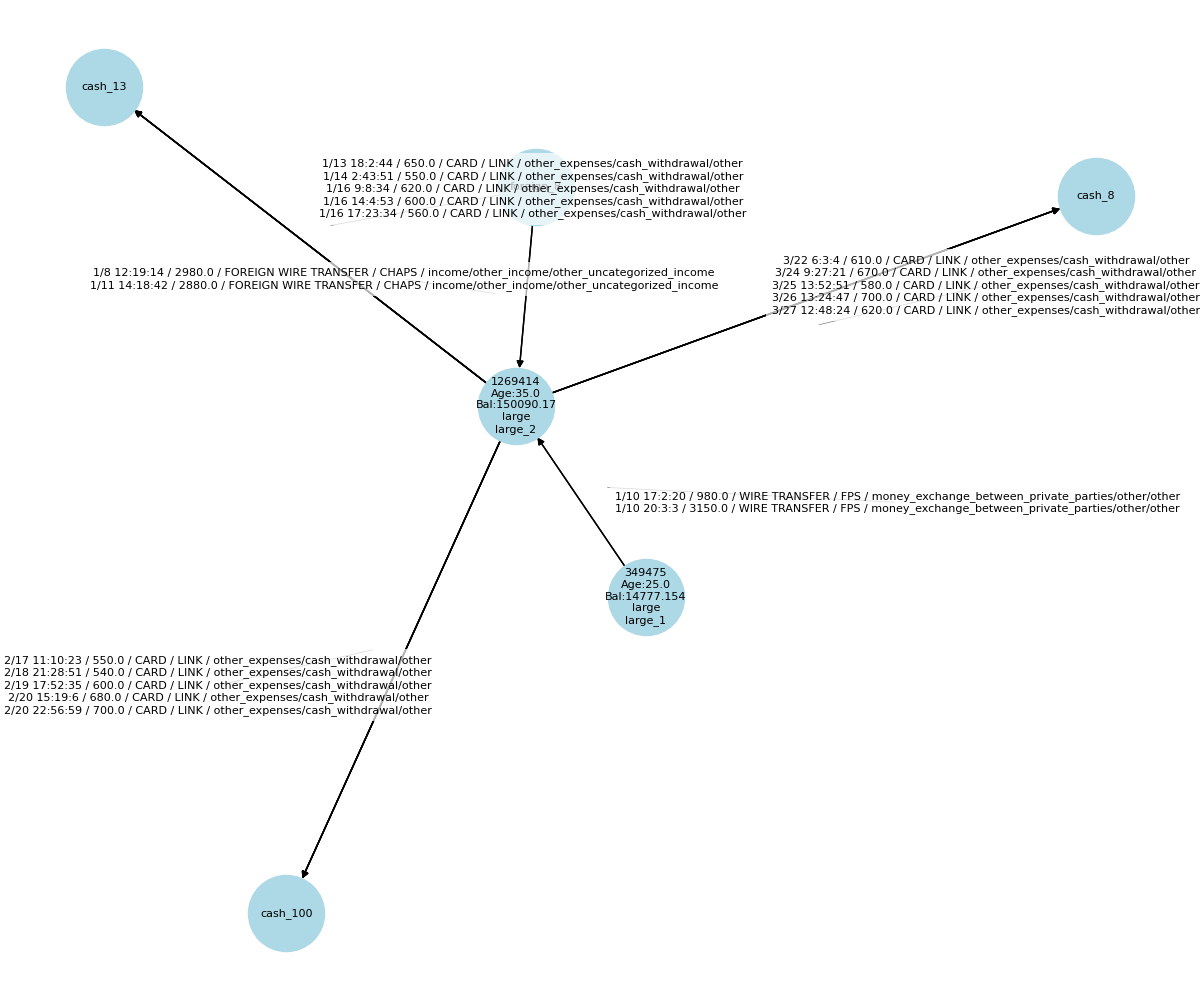 cash_13
1/13 18:2:44 / 650.0 / CARD / LINK / other_expenses/cash_withdrawal/other
1/14 2:43:51 / 550.0 / CARD / LINK / other_expenses/cash_withdrawal/other
1/16 9:8:34 / 620.0 / CARD / LINK / other_expenses/cash_withdrawal/other
1/16 14:4:53 / 600.0 / CARD / LINK / other_expenses/cash_withdrawal/other
1/16 17:23:34 / 560.0 / CARD / LINK / other_expenses/cash_withdrawal/other
cash_8
3/22 6:3:4 / 610.0 / CARD / LINK / other_expenses/cash_withdrawal/other
3/24 9:27:21 / 670.0 / CARD / LINK / other_expenses/cash_withdrawal/other
3/25 13:52:51 / 580.0 / CARD / LINK / other_expenses/cash_withdrawal/other
3/26 13:24:47 / 700.0 / CARD / LINK / other_expenses/cash_withdrawal/other
3/27 12:48:24 / 620.0 / CARD / LINK / other_expenses/cash_withdrawal/other
1/8 12:19:14 / 2980.0 / FOREIGN WIRE TRANSFER / CHAPS / income/other_income/other_uncategorized_income
1/11 14:18:42 / 2880.0 / FOREIGN WIRE TRANSFER / CHAPS / income/other_income/other_uncategorized_income
1269414
Age:35.0
Bal:150090.17
large
large_2
1/10 17:2:20 / 980.0 / WIRE TRANSFER / FPS / money_exchange_between_private_parties/other/other
1/10 20:3:3 / 3150.0 / WIRE TRANSFER / FPS / money_exchange_between_private_parties/other/other
349475
Age:25.0
Bal:14777.154
large
large_1
2/17 11:10:23 / 550.0 / CARD / LINK / other_expenses/cash_withdrawal/other
2/18 21:28:51 / 540.0 / CARD / LINK / other_expenses/cash_withdrawal/other
2/19 17:52:35 / 600.0 / CARD / LINK / other_expenses/cash_withdrawal/other
2/20 15:19:6 / 680.0 / CARD / LINK / other_expenses/cash_withdrawal/other
2/20 22:56:59 / 700.0 / CARD / LINK / other_expenses/cash_withdrawal/other
cash_100